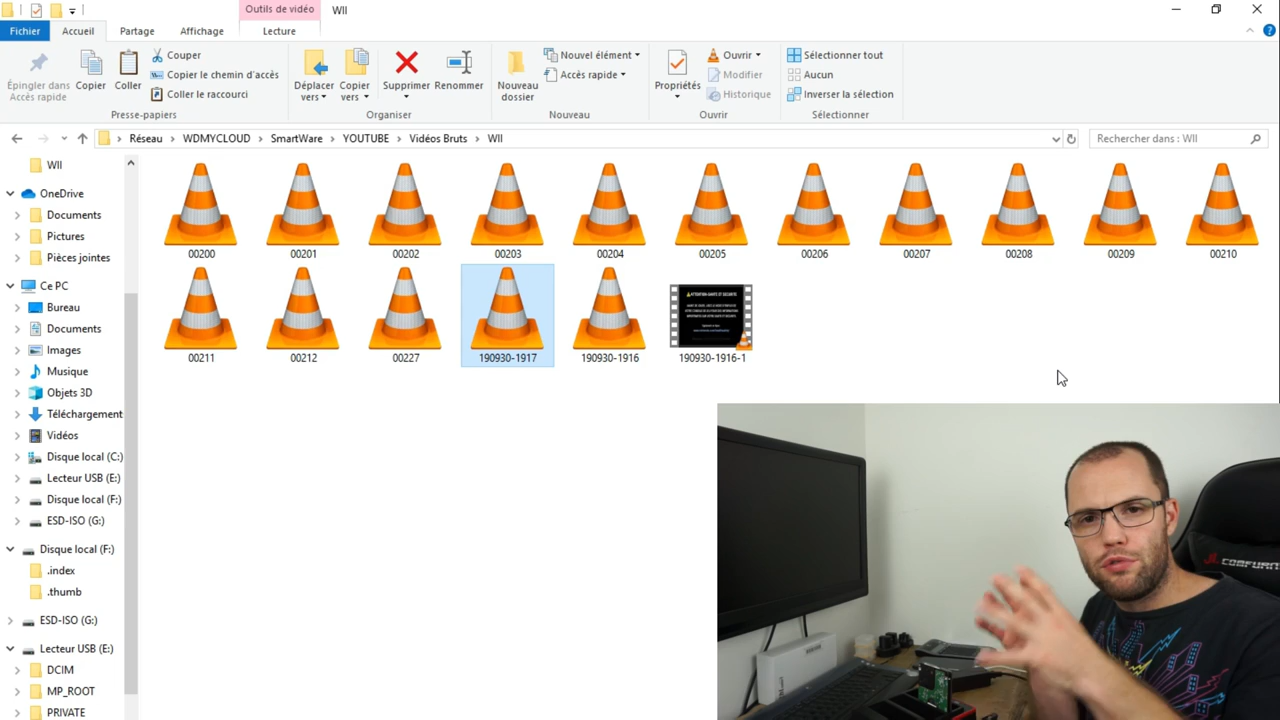 Outils de vidéo WII
Fichier Accueil Partage Affichage Lecture
Épingler dans Accès rapide
Copier
Coller
Couper
Copier le chemin d'accès
Coller le raccourci
Presse-papiers
Déplacer vers
Copier vers
Supprimer
Renommer
Organiser
Nouveau dossier
Nouvel élément
Accès rapide
Nouveau
Propriétés
Ouvrir
Modifier
Historique
Ouvrir
Sélectionner tout
Aucun
Inverser la sélection
Sélectionner
Réseau WDMYCLOUD SmartWare YOUTUBE Vidéos Bruts WII
Rechercher dans : WII
WII
OneDrive
Documents
Pictures
Pièces jointes
Ce PC
Bureau
Documents
Images
Musique
Objets 3D
Téléchargement
Vidéos
Disque local (C:)
Lecteur USB (E:)
Disque local (F:)
ESD-ISO (G:)
Disque local (F:)
.index
.thumb
ESD-ISO (G:)
Lecteur USB (E:)
DCIM
MP_ROOT
PRIVATE
00200 00201 00202 00203 00204 00205 00206 00207 00208 00209 00210
00211 00212 00227 190930-1917 190930-1916 190930-1916-1